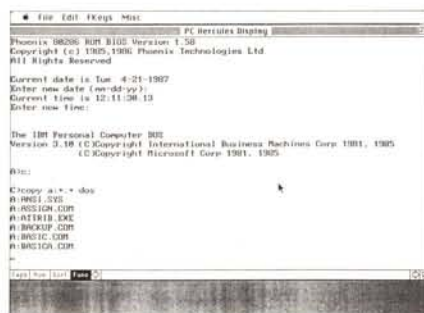 File Edit FKeys Misc
PC Hercules Display
Phoenix 80286 ROM BIOS Version 1.50
Copyright (c) 1985,1986 Phoenix Technologies Ltd
All Rights Reserved
Current date is Tue 4-21-1987
Enter new date (mm-dd-yy):
Current time is 12:11:30.13
Enter new time:
The IBM Personal Computer DOS
Version 3.10 (C)Copyright International Business Machines Corp 1981, 1985
(C)Copyright Microsoft Corp 1981, 1985
A>c:
C>copy a:*.* dos
A:ANSI.SYS
A:ASSIGN.COM
A:ATTRIB.EXE
A:BACKUP.COM
A:BASIC.COM
A:BASICA.COM